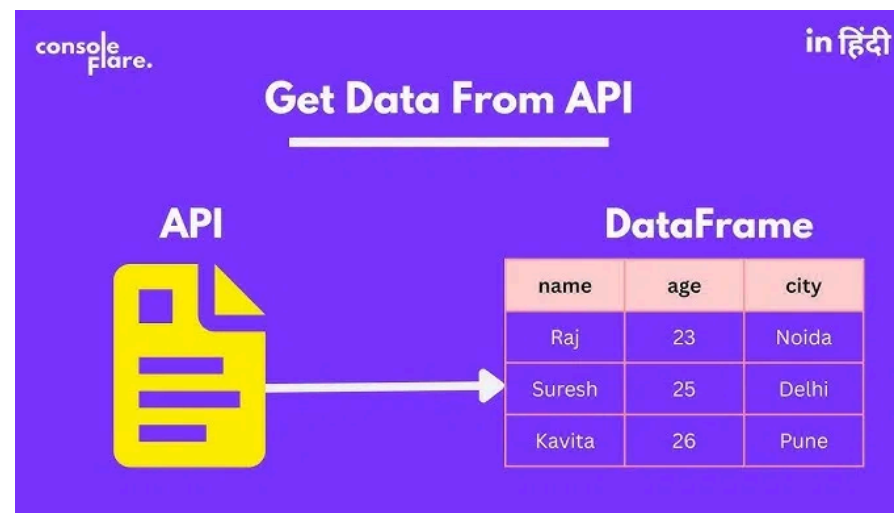 console
Flare.
in हिंदी
Get Data From API
API
DataFrame
name age city
Raj 23 Noida
Suresh 25 Delhi
Kavita 26 Pune